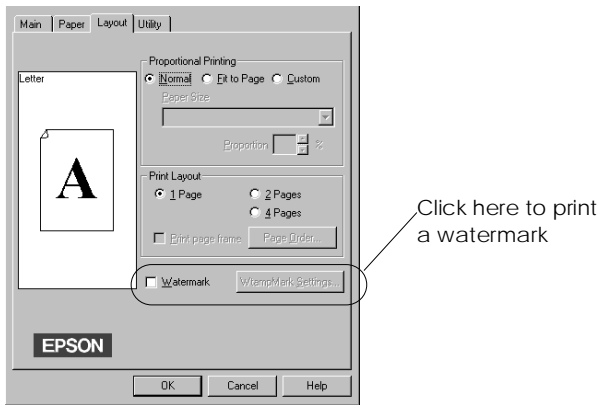 Main Paper Layout Utility
Letter
A
EPSON
Proportional Printing
Normal Fit to Page Custom
Paper Size
Proportion %
Print Layout
1 Page 2 Pages
4 Pages
Print page frame Page Order...
Watermark WtampMark Settings...
OK Cancel Help
Click here to print
a watermark